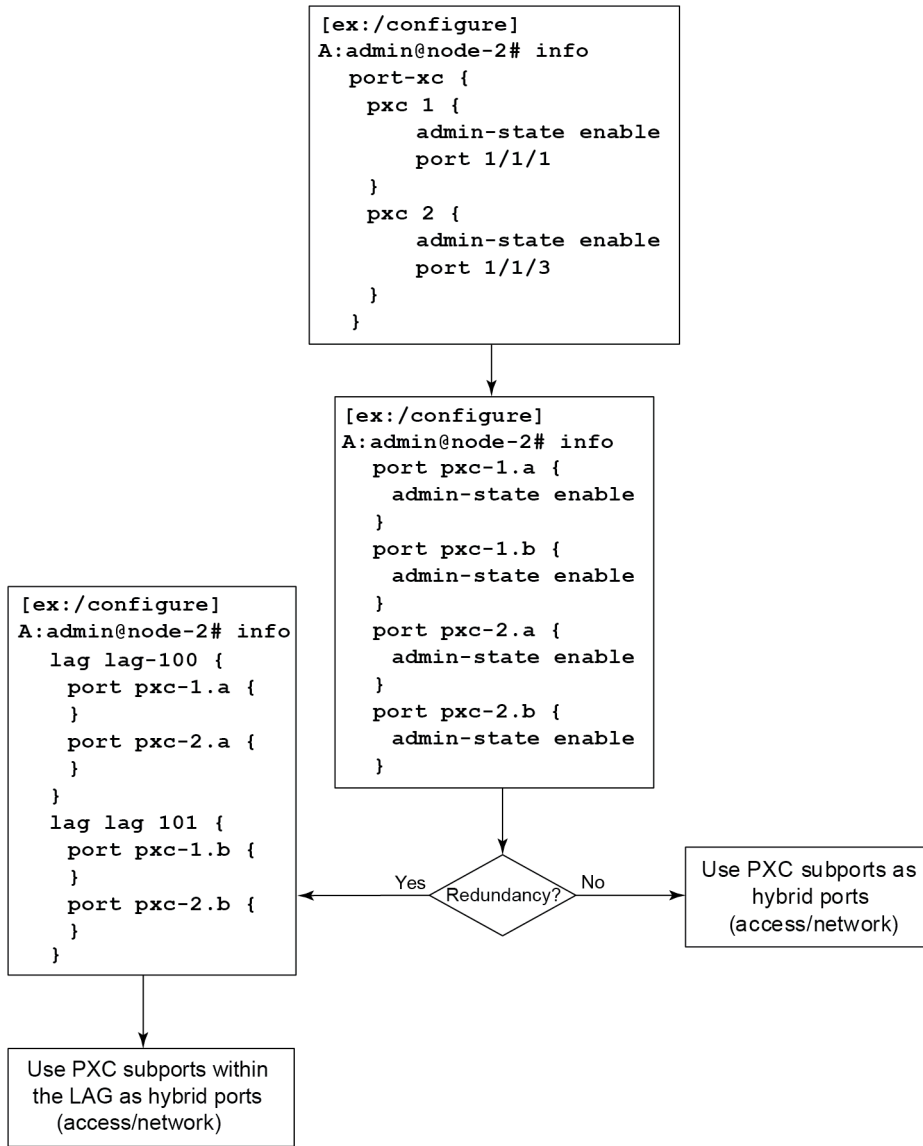 [ex:/configure]
A:admin@node-2# info
port-xc {
pxc 1 {
admin-state enable
port 1/1/1
}
pxc 2 {
admin-state enable
port 1/1/3
}
}
[ex:/configure]
A:admin@node-2# info
port pxc-1.a {
admin-state enable
}
port pxc-1.b {
admin-state enable
}
port pxc-2.a {
admin-state enable
}
port pxc-2.b {
admin-state enable
}
Redundancy?
Yes
No
[ex:/configure]
A:admin@node-2# info
lag lag-100 {
port pxc-1.a {
}
port pxc-2.a {
}
}
lag lag 101 {
port pxc-1.b {
}
port pxc-2.b {
}
}
Use PXC subports as
hybrid ports
(access/network)
Use PXC subports within
the LAG as hybrid ports
(access/network)